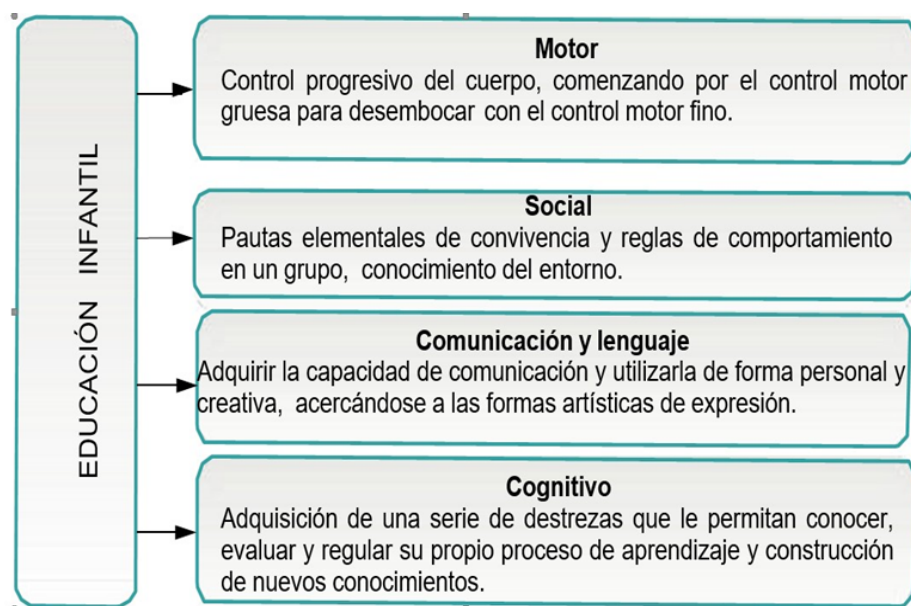 EDUCACIÓN INFANTIL
Motor
Control progresivo del cuerpo, comenzando por el control motor
gruesa para desembocar con el control motor fino.
Social
Pautas elementales de convivencia y reglas de comportamiento
en un grupo, conocimiento del entorno.
Comunicación y lenguaje
Adquirir la capacidad de comunicación y utilizarla de forma personal y
creativa, acercándose a las formas artísticas de expresión.
Cognitivo
Adquisición de una serie de destrezas que le permitan conocer,
evaluar y regular su propio proceso de aprendizaje y construcción
de nuevos conocimientos.